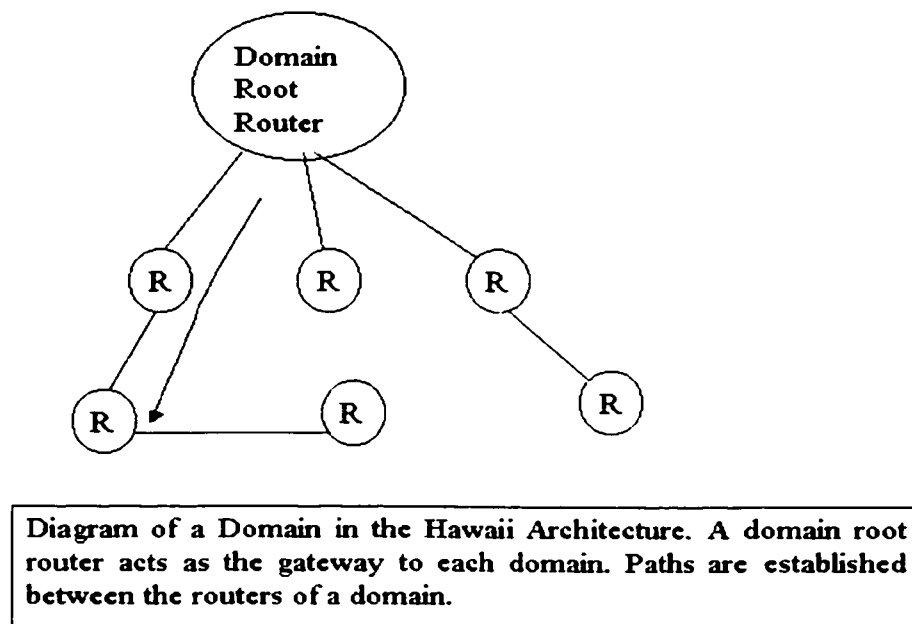 Domain
Root
Router
R
R
R
R
R
R
Diagram of a Domain in the Hawaii Architecture. A domain root
router acts as the gateway to each domain. Paths are established
between the routers of a domain.